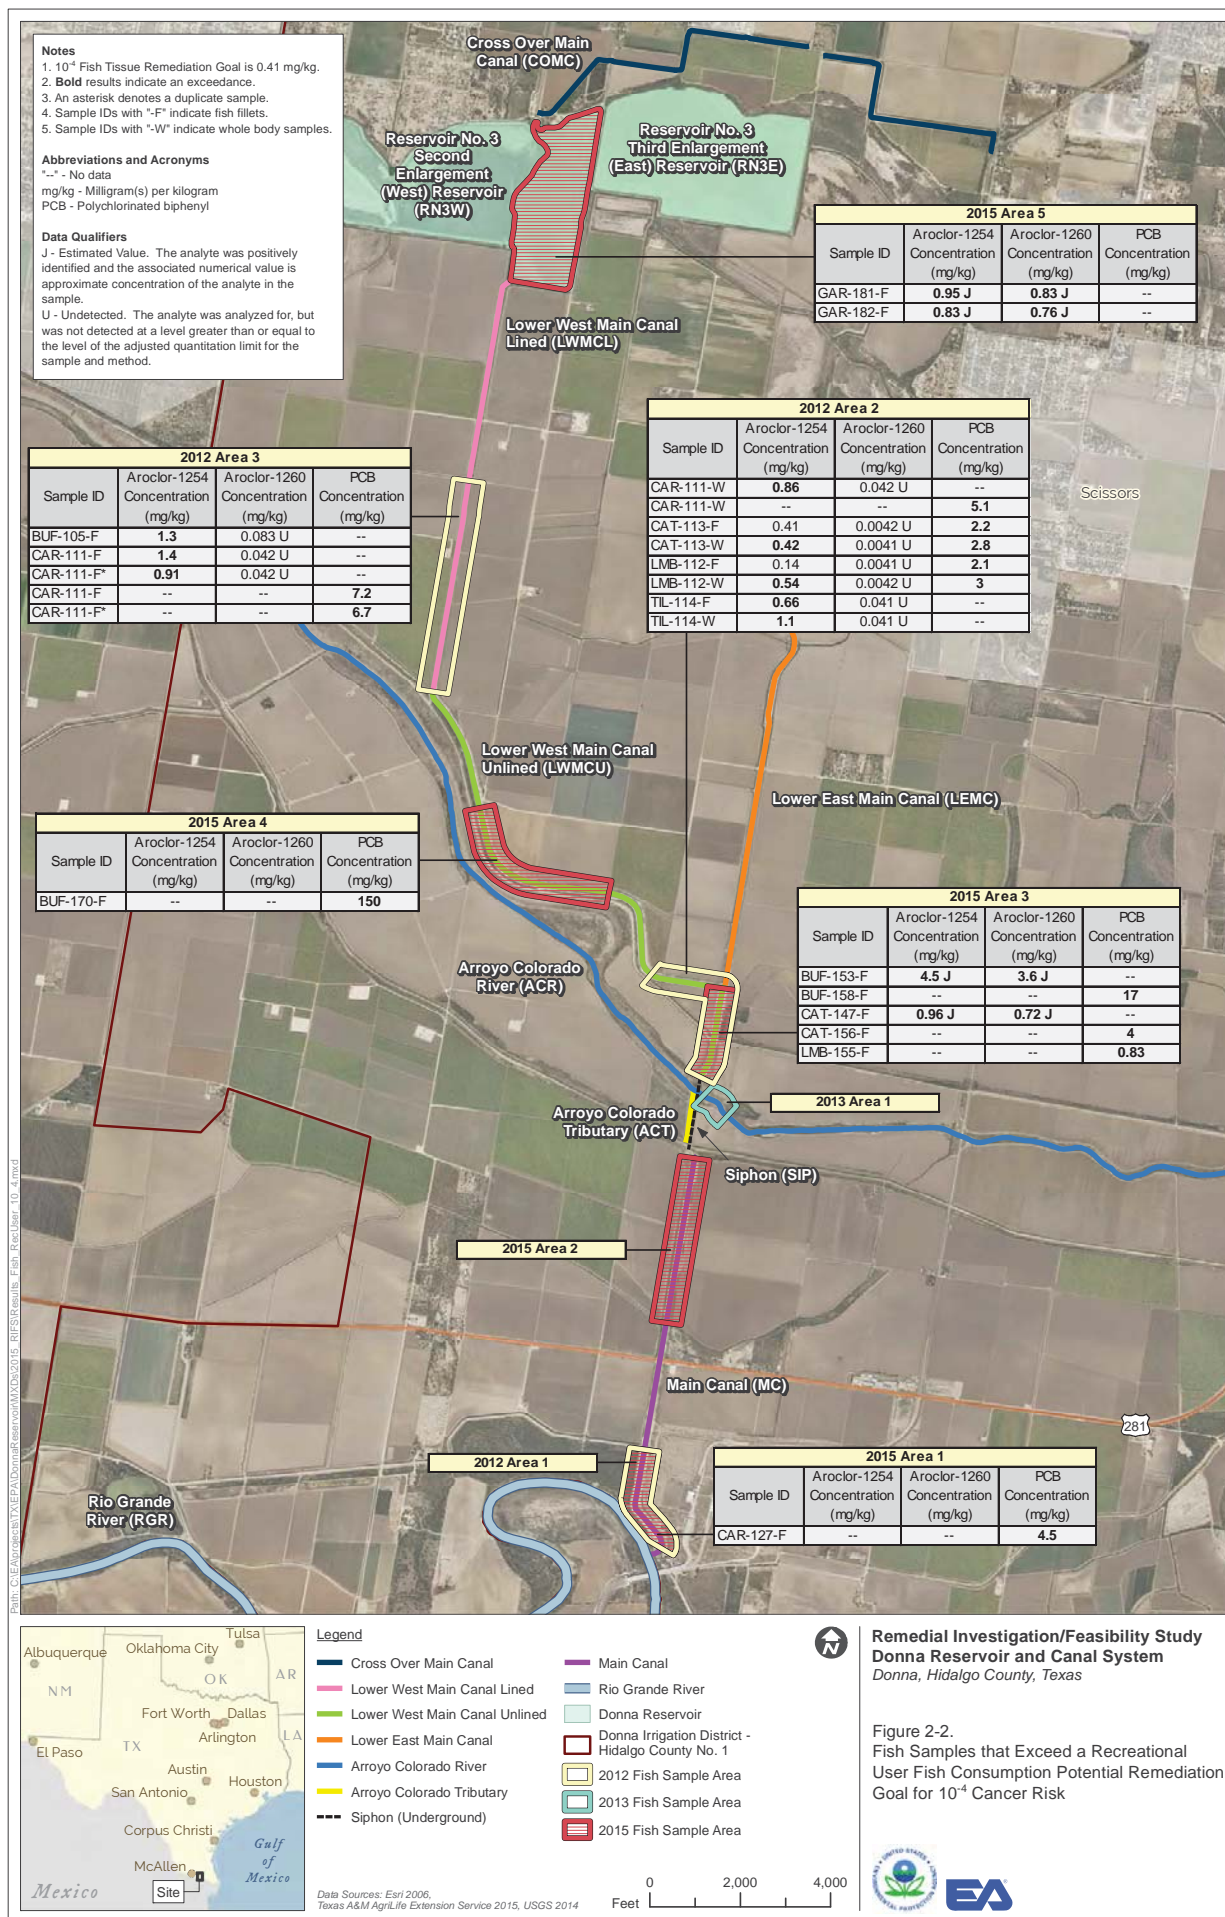 Notes
1. 10-4 Fish Tissue Remediation Goal is 0.41 mg/kg.
2. Bold results indicate an exceedance.
3. An asterisk denotes a duplicate sample.
4. Sample IDs with "-F" indicate fish fillets.
5. Sample IDs with "-W" indicate whole body samples.
Abbreviations and Acronyms
"--" - No data
mg/kg - Milligram(s) per kilogram
PCB - Polychlorinated biphenyl
Data Qualifiers
J - Estimated Value. The analyte was positively
identified and the associated numerical value is
approximate concentration of the analyte in the
sample.
U - Undetected. The analyte was analyzed for, but
was not detected at a level greater than or equal to
the level of the adjusted quantitation limit for the
sample and method.
Cross Over Main
Canal (COMC)
Reservoir No. 3
Second
Enlargement
(West) Reservoir
(RN3W)
Reservoir No. 3
Third Enlargement
(East) Reservoir (RN3E)
2015 Area 5
Sample ID Aroclor-1254 Concentration (mg/kg) Aroclor-1260 Concentration (mg/kg) PCB Concentration (mg/kg)
GAR-181-F 0.95 J 0.83 J --
GAR-182-F 0.83 J 0.76 J --
Lower West Main Canal
Lined (LWMCL)
2012 Area 2
Sample ID Aroclor-1254 Concentration (mg/kg) Aroclor-1260 Concentration (mg/kg) PCB Concentration (mg/kg)
CAR-111-W 0.86 0.042 U --
CAR-111-W -- -- 5.1
CAT-113-F 0.41 0.0042 U 2.2
CAT-113-W 0.42 0.0041 U 2.8
LMB-112-F 0.14 0.0041 U 2.1
LMB-112-W 0.54 0.0042 U 3
TIL-114-F 0.66 0.041 U --
TIL-114-W 1.1 0.041 U --
Scissors
2012 Area 3
Sample ID Aroclor-1254 Concentration (mg/kg) Aroclor-1260 Concentration (mg/kg) PCB Concentration (mg/kg)
BUF-105-F 1.3 0.083 U --
CAR-111-F 1.4 0.042 U --
CAR-111-F* 0.91 0.042 U --
CAR-111-F -- -- 7.2
CAR-111-F* -- -- 6.7
Lower West Main Canal
Unlined (LWMCU)
Lower East Main Canal (LEMC)
2015 Area 4
Sample ID Aroclor-1254 Concentration (mg/kg) Aroclor-1260 Concentration (mg/kg) PCB Concentration (mg/kg)
BUF-170-F -- -- 150
2015 Area 3
Sample ID Aroclor-1254 Concentration (mg/kg) Aroclor-1260 Concentration (mg/kg) PCB Concentration (mg/kg)
BUF-153-F 4.5 J 3.6 J --
BUF-158-F -- -- 17
CAT-147-F 0.96 J 0.72 J --
CAT-156-F -- -- 4
LMB-155-F -- -- 0.83
Arroyo Colorado
River (ACR)
2013 Area 1
Arroyo Colorado
Tributary (ACT)
Siphon (SIP)
2015 Area 2
Main Canal (MC)
281
2012 Area 1
2015 Area 1
Sample ID Aroclor-1254 Concentration (mg/kg) Aroclor-1260 Concentration (mg/kg) PCB Concentration (mg/kg)
CAR-127-F -- -- 4.5
Rio Grande
River (RGR)
Path: C:\EA\projects\TX\EPA\DonnaReservoir\MXDs\2015_RIFS\Results_Fish_RecUser_10_4.mxd
Albuquerque
Oklahoma City
Tulsa
OK
AR
NM
Fort Worth
Dallas
Arlington
LA
TX
El Paso
Austin
San Antonio
Houston
Corpus Christi
Gulf
of
Mexico
McAllen
Mexico
Site
Legend
Cross Over Main Canal
Lower West Main Canal Lined
Lower West Main Canal Unlined
Lower East Main Canal
Arroyo Colorado River
Arroyo Colorado Tributary
Siphon (Underground)
Main Canal
Rio Grande River
Donna Reservoir
Donna Irrigation District -
Hidalgo County No. 1
2012 Fish Sample Area
2013 Fish Sample Area
2015 Fish Sample Area
Data Sources: Esri 2006,
Texas A&M AgriLife Extension Service 2015, USGS 2014
0 2,000 4,000
Feet
N
Remedial Investigation/Feasibility Study
Donna Reservoir and Canal System
Donna, Hidalgo County, Texas
Figure 2-2.
Fish Samples that Exceed a Recreational
User Fish Consumption Potential Remediation
Goal for 10-4 Cancer Risk
UNITED STATES
ENVIRONMENTAL PROTECTION
EA